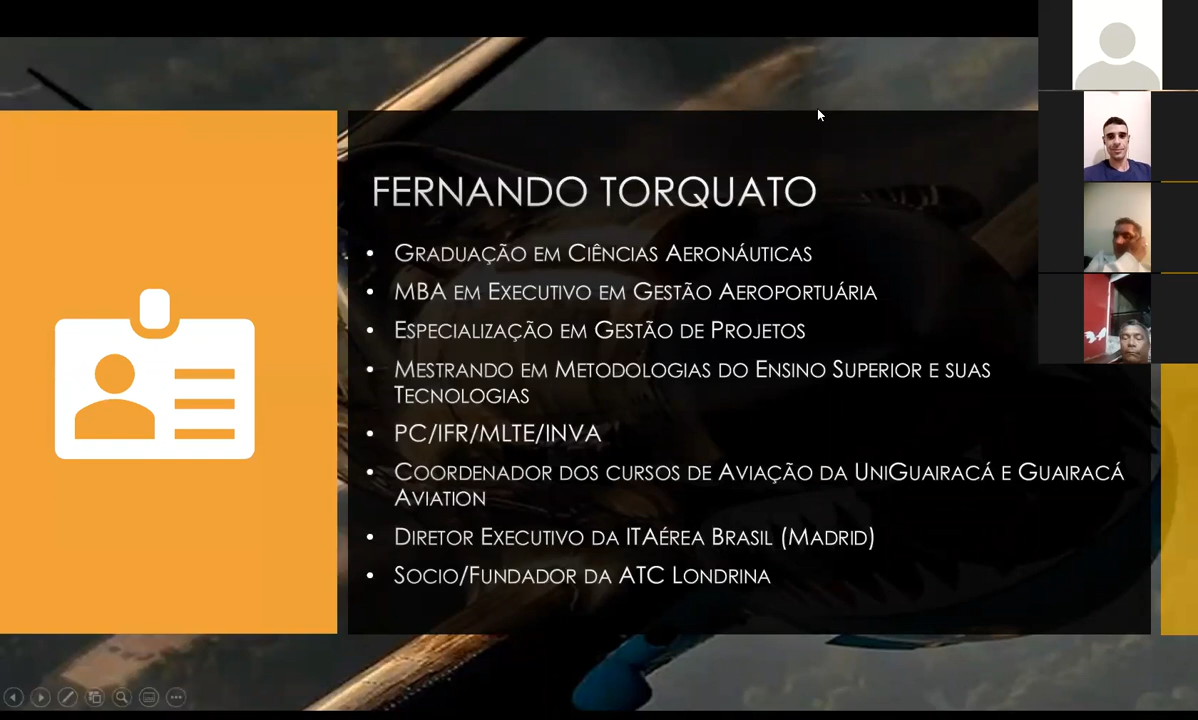 FERNANDO TORQUATO
• GRADUAÇÃO EM CIÊNCIAS AERONÁUTICAS
• MBA EM EXECUTIVO EM GESTÃO AEROPORTUÁRIA
• ESPECIALIZAÇÃO EM GESTÃO DE PROJETOS
• MESTRANDO EM METODOLOGIAS DO ENSINO SUPERIOR E SUAS
TECNOLOGIAS
• PC/IFR/MLTE/INVA
• COORDENADOR DOS CURSOS DE AVIAÇÃO DA UNIGUAIRACÁ E GUAIRACÁ
AVIATION
• DIRETOR EXECUTIVO DA ITAÉREA BRASIL (MADRID)
• SOCIO/FUNDADOR DA ATC LONDRINA